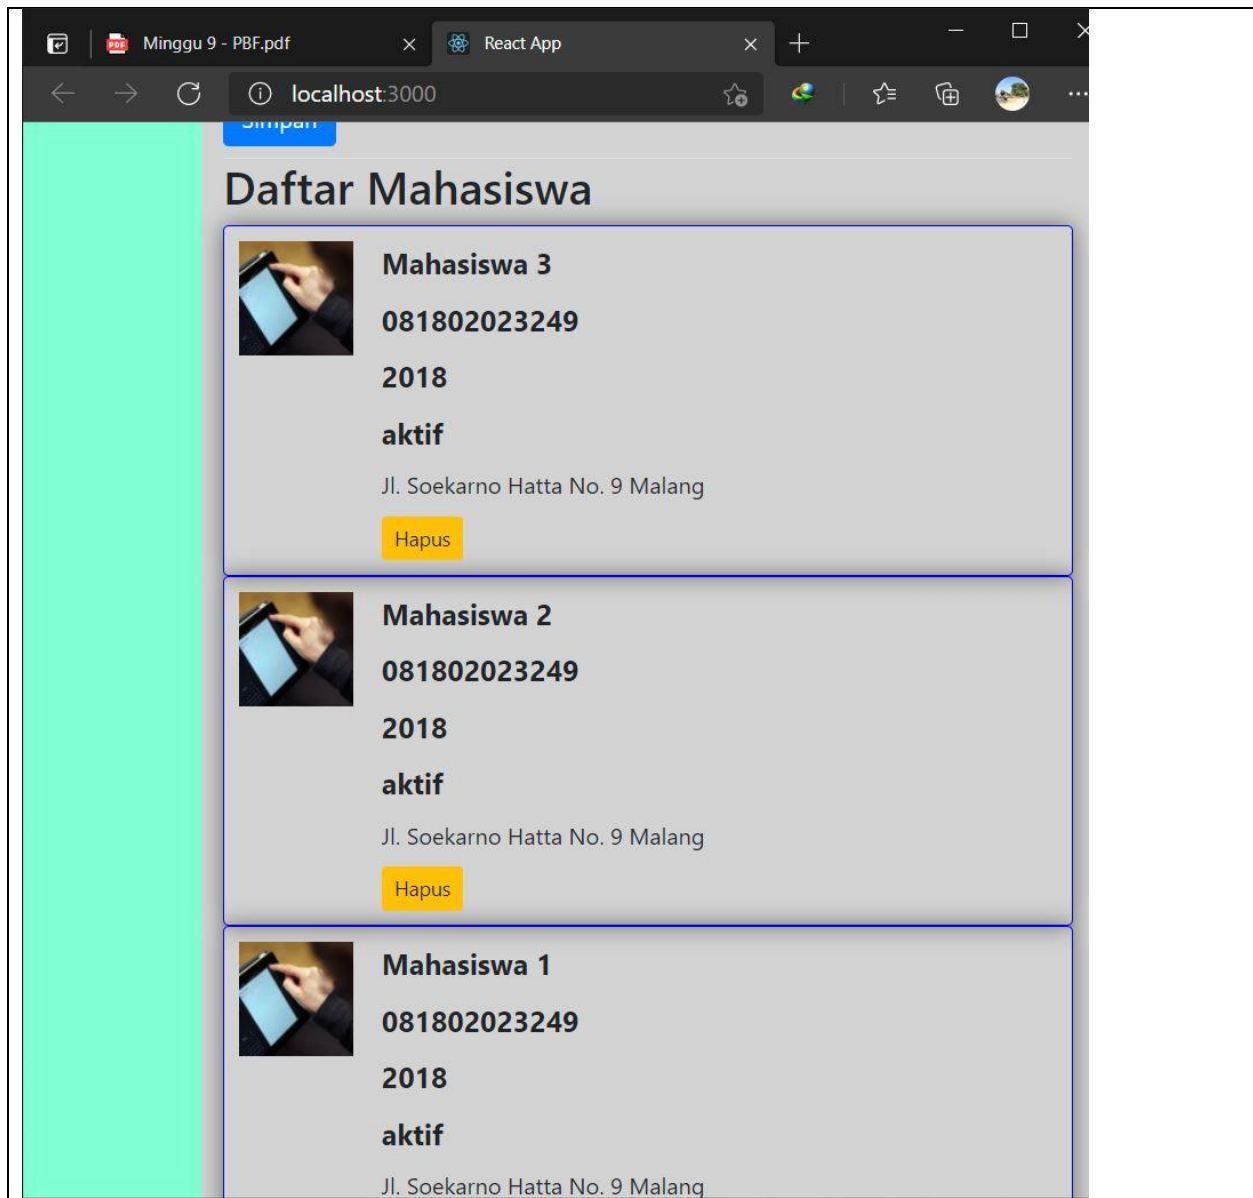 Minggu 9 - PBF.pdf
React App
localhost:3000
Simpan
Daftar Mahasiswa
Mahasiswa 3
081802023249
2018
aktif
Jl. Soekarno Hatta No. 9 Malang
Hapus
Mahasiswa 2
081802023249
2018
aktif
Jl. Soekarno Hatta No. 9 Malang
Hapus
Mahasiswa 1
081802023249
2018
aktif
Jl. Soekarno Hatta No. 9 Malang